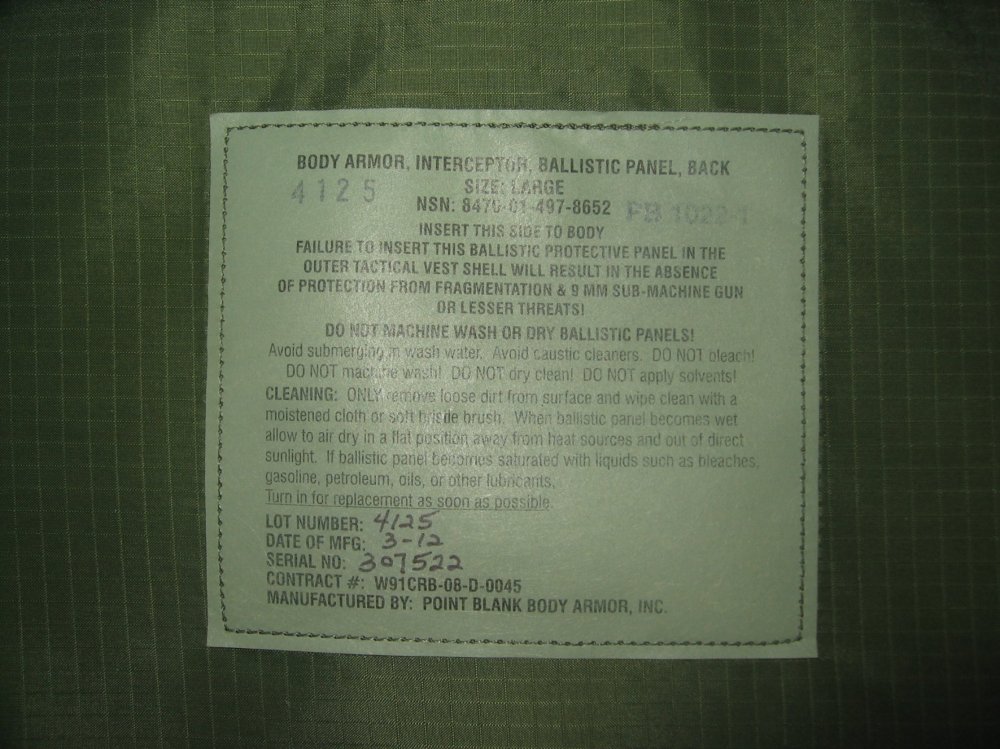 BODY ARMOR, INTERCEPTOR, BALLISTIC PANEL, BACK
4125
SIZE: LARGE
NSN: 8470-01-497-8652
PB 1022-1
INSERT THIS SIDE TO BODY
FAILURE TO INSERT THIS BALLISTIC PROTECTIVE PANEL IN THE
OUTER TACTICAL VEST SHELL WILL RESULT IN THE ABSENCE
OF PROTECTION FROM FRAGMENTATION & 9 MM SUB-MACHINE GUN
OR LESSER THREATS!
DO NOT MACHINE WASH OR DRY BALLISTIC PANELS!
Avoid submerging in wash water. Avoid caustic cleaners. DO NOT bleach!
DO NOT machine wash! DO NOT dry clean! DO NOT apply solvents!
CLEANING: ONLY remove loose dirt from surface and wipe clean with a
moistened cloth or soft bristle brush. When ballistic panel becomes wet
allow to air dry in a flat position away from heat sources and out of direct
sunlight. If ballistic panel becomes saturated with liquids such as bleaches,
gasoline, petroleum, oils, or other lubricants,
Turn in for replacement as soon as possible.
LOT NUMBER: 4125
DATE OF MFG: 3-12
SERIAL NO: 307522
CONTRACT #: W91CRB-08-D-0045
MANUFACTURED BY: POINT BLANK BODY ARMOR, INC.